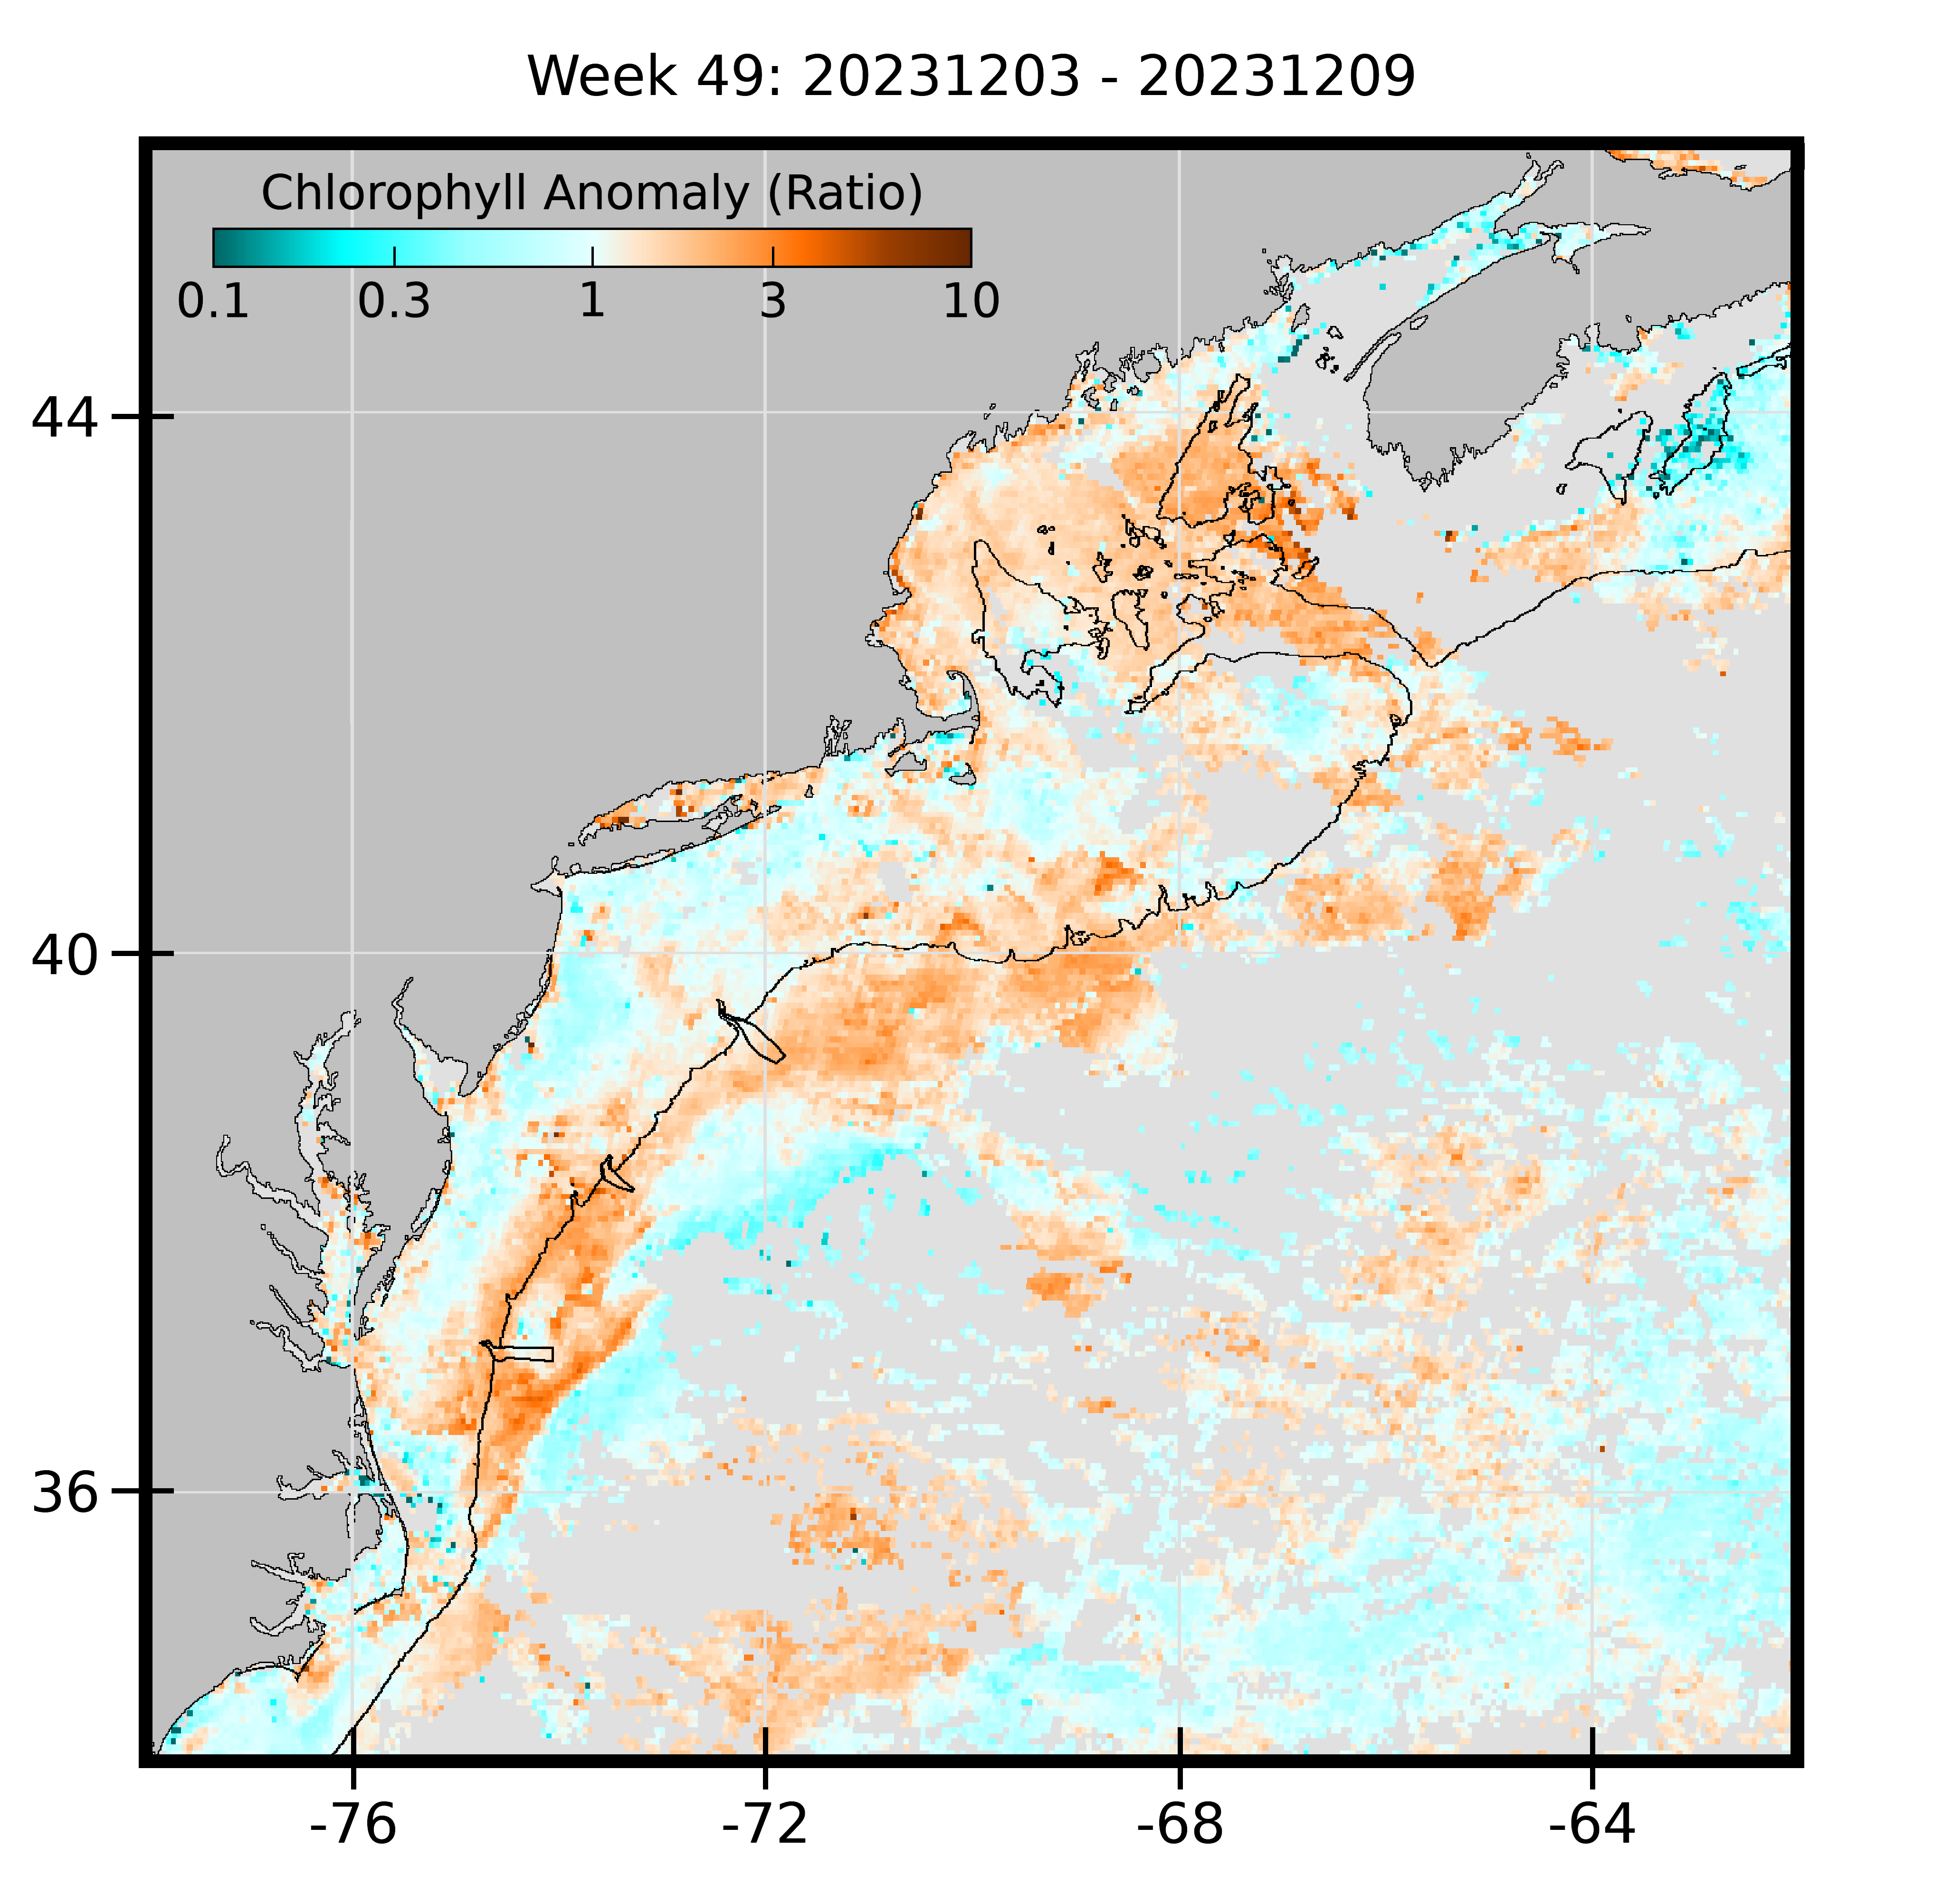 Week 49: 20231203 - 20231209
Chlorophyll Anomaly (Ratio)
0.1 0.3 1 3 10
44
40
36
-76 -72 -68 -64